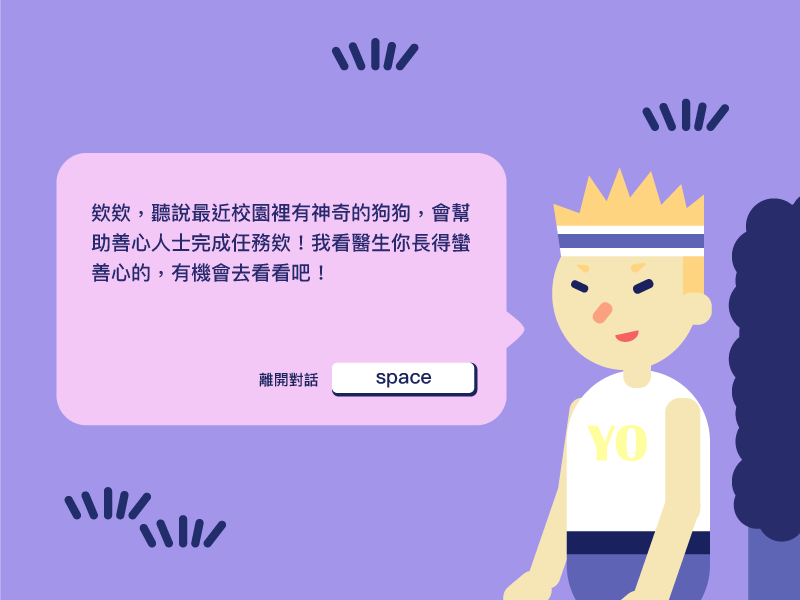 欸欸，聽說最近校園裡有神奇的狗狗，會幫
助善心人士完成任務欸！我看醫生你長得蠻
善心的，有機會去看看吧！
離開對話 space
YO